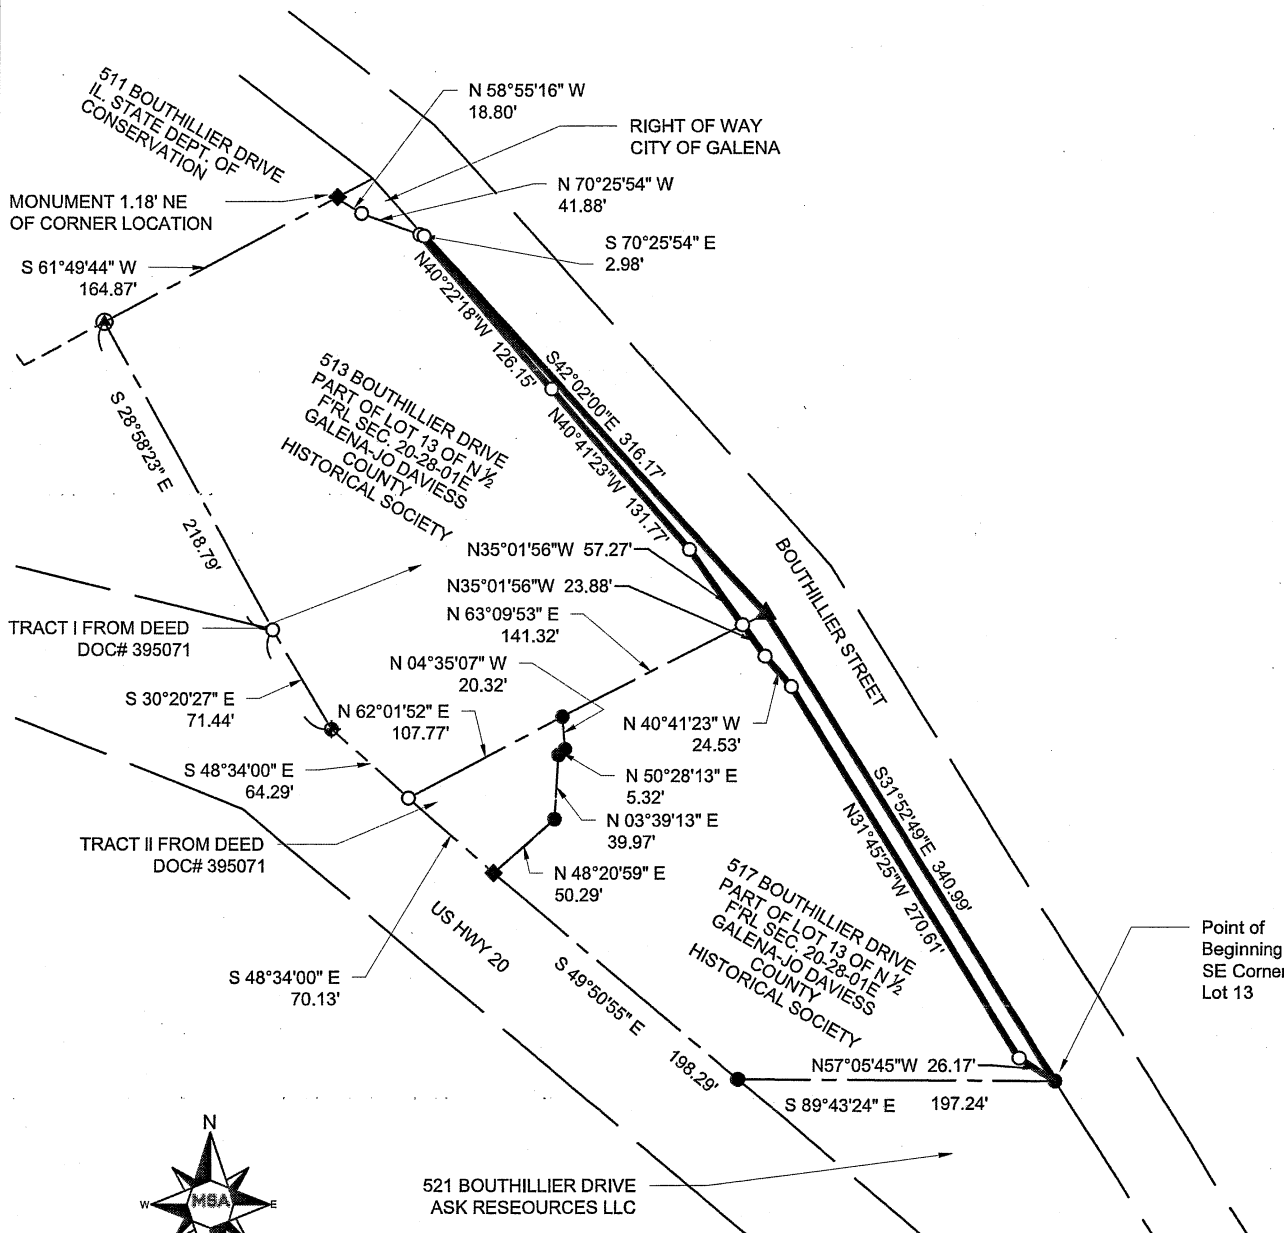 511 BOUTHILLIER DRIVE
IL. STATE DEPT. OF
CONSERVATION
N 58°55'16" W
18.80'
RIGHT OF WAY
CITY OF GALENA
N 70°25'54" W
41.88'
MONUMENT 1.18' NE
OF CORNER LOCATION
S 70°25'54" E
2.98'
S 61°49'44" W
164.87'
N40°22'18"W 126.15'
S42°02'00"E 316.17'
513 BOUTHILLIER DRIVE
PART OF LOT 13 OF N ½
F'RL SEC. 20-28-01E
GALENA-JO DAVIESS
COUNTY
HISTORICAL SOCIETY
S 28°58'23" E 218.79'
N40°41'23"W 131.77'
N35°01'56"W 57.27'
N35°01'56"W 23.88'
N 63°09'53" E
141.32'
BOUTHILLIER STREET
TRACT I FROM DEED
DOC# 395071
N 04°35'07" W
20.32'
S 30°20'27" E
71.44'
N 62°01'52" E
107.77'
N 40°41'23" W
24.53'
S 48°34'00" E
64.29'
N 50°28'13" E
5.32'
N 03°39'13" E
39.97'
S31°52'49"E 340.99'
N31°45'25"W 270.61'
TRACT II FROM DEED
DOC# 395071
N 48°20'59" E
50.29'
517 BOUTHILLIER DRIVE
PART OF LOT 13 OF N ½
F'RL SEC. 20-28-01E
GALENA-JO DAVIESS
COUNTY
HISTORICAL SOCIETY
US HWY 20
Point of
Beginning
SE Corner
Lot 13
S 48°34'00" E
70.13'
S 49°50'55" E 198.29'
N57°05'45"W 26.17'
S 89°43'24" E 197.24'
521 BOUTHILLIER DRIVE
ASK RESEOURCES LLC
N
W
MSA
E